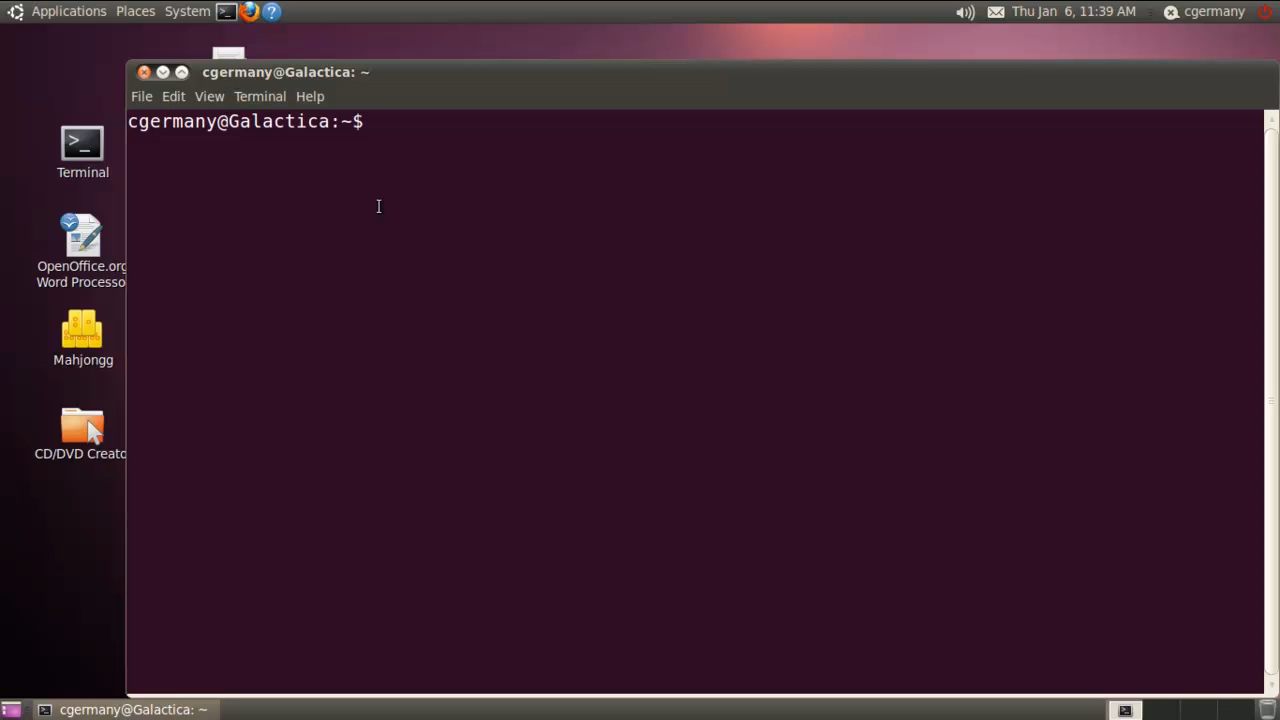 Applications Places System
Thu Jan 6, 11:39 AM cgermany
cgermany@Galactica: ~
File Edit View Terminal Help
cgermany@Galactica:~$
Terminal
OpenOffice.org
Word Processo
Mahjongg
CD/DVD Creato
cgermany@Galactica: ~